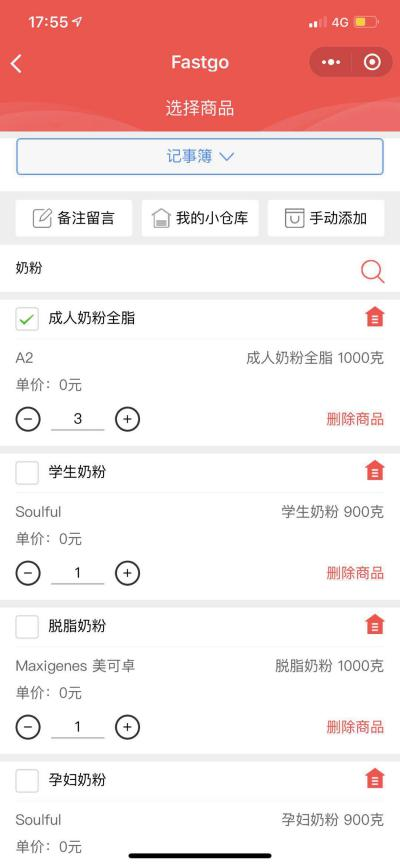 17:55
4G
Fastgo
选择商品
记事簿
备注留言 我的小仓库 手动添加
奶粉
成人奶粉全脂
A2 成人奶粉全脂 1000克
单价：0元
3 删除商品
学生奶粉
Soulful 学生奶粉 900克
单价：0元
1 删除商品
脱脂奶粉
Maxigenes 美可卓 脱脂奶粉 1000克
单价：0元
1 删除商品
孕妇奶粉
Soulful 孕妇奶粉 900克
单价：0元